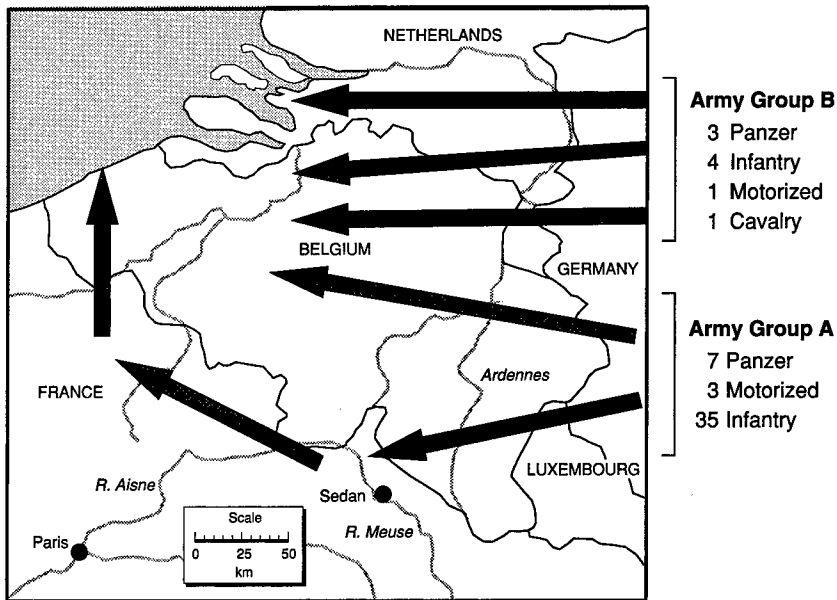 NETHERLANDS
Army Group B
3 Panzer
4 Infantry
1 Motorized
1 Cavalry
BELGIUM
GERMANY
Army Group A
7 Panzer
3 Motorized
35 Infantry
Ardennes
FRANCE
LUXEMBOURG
R. Aisne
Sedan
R. Meuse
Paris
Scale
0 25 50
km